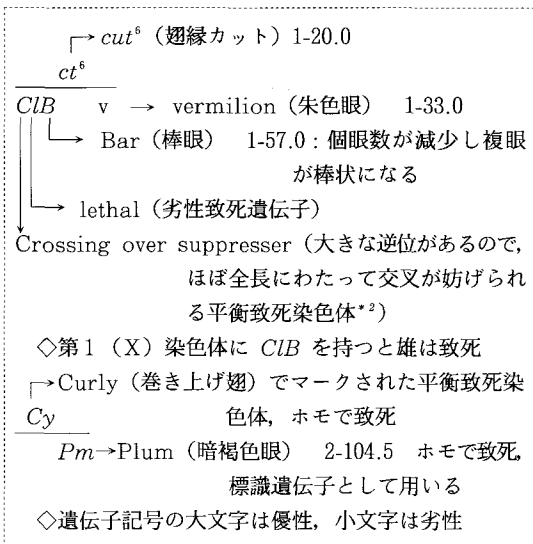 → cut⁶（翅縁カット）1-20.0
ct⁶
ClB v → vermilion（朱色眼） 1-33.0
→ Bar（棒眼） 1-57.0：個眼数が減少し複眼
が棒状になる
→ lethal（劣性致死遺伝子）
Crossing over suppresser（大きな逆位があるので，
ほぼ全長にわたって交叉が妨げられ
る平衡致死染色体*²）
◇第1（X）染色体に ClB を持つと雄は致死
→Curly（巻き上げ翅）でマークされた平衡致死染
Cy 色体，ホモで致死
Pm→Plum（暗褐色眼） 2-104.5 ホモで致死，
標識遺伝子として用いる
◇遺伝子記号の大文字は優性，小文字は劣性